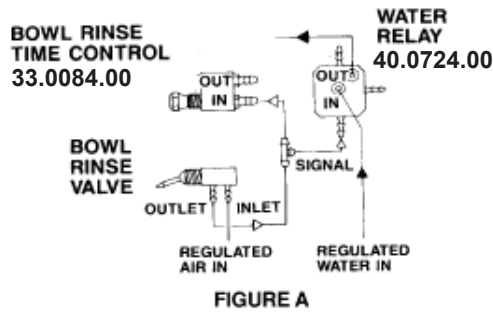 BOWL RINSE
TIME CONTROL
33.0084.00
WATER
RELAY
40.0724.00
OUT
IN
OUT
IN
BOWL
RINSE
VALVE
SIGNAL
OUTLET
INLET
REGULATED
AIR IN
REGULATED
WATER IN
FIGURE A